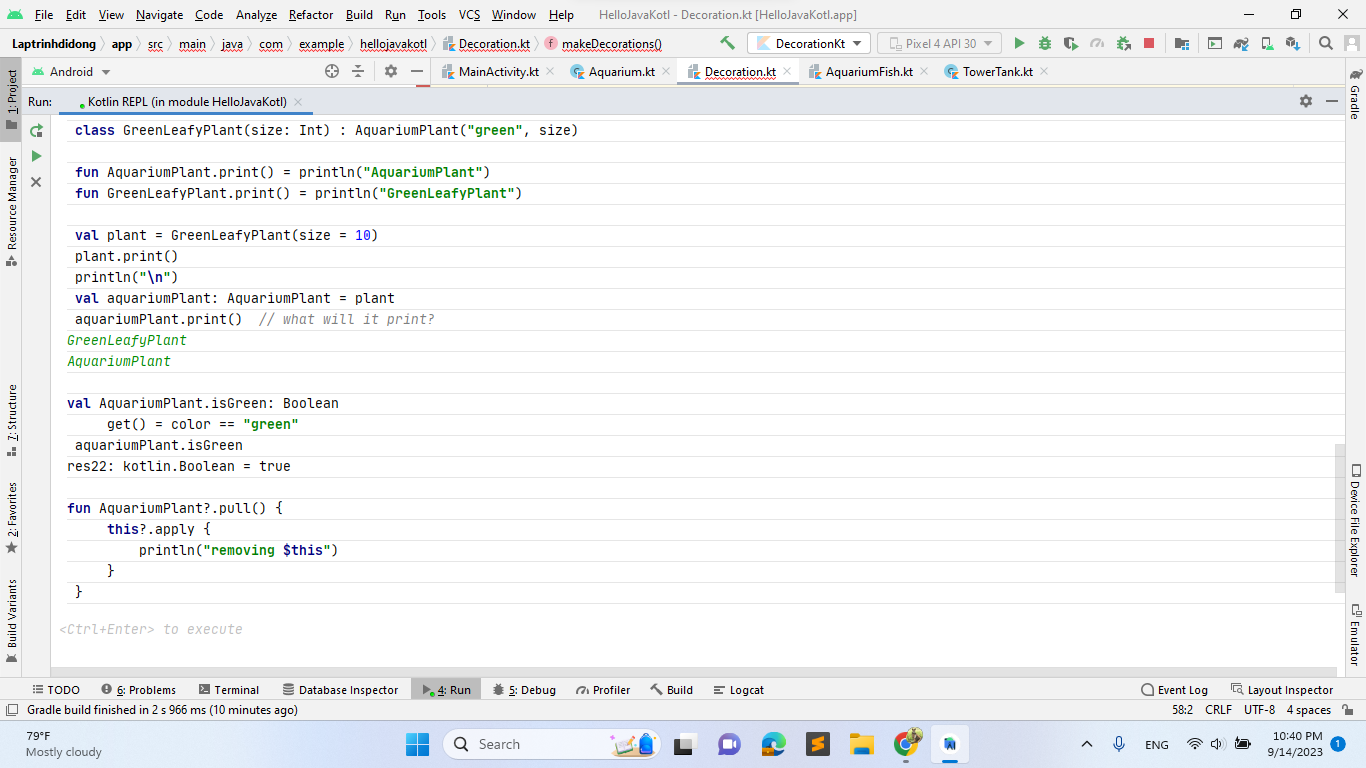 File Edit View Navigate Code Analyze Refactor Build Run Tools VCS Window Help HelloJavaKotl - Decoration.kt [HelloJavaKotl.app]
Laptrinhdidong app src main java com example hellojavakotl Decoration.kt makeDecorations() DecorationKt Pixel 4 API 30
Android MainActivity.kt Aquarium.kt Decoration.kt AquariumFish.kt TowerTank.kt
Run: Kotlin REPL (in module HelloJavaKotl)
class GreenLeafyPlant(size: Int) : AquariumPlant("green", size)
fun AquariumPlant.print() = println("AquariumPlant")
fun GreenLeafyPlant.print() = println("GreenLeafyPlant")
val plant = GreenLeafyPlant(size = 10)
plant.print()
println("\n")
val aquariumPlant: AquariumPlant = plant
aquariumPlant.print()  // what will it print?
GreenLeafyPlant
AquariumPlant
val AquariumPlant.isGreen: Boolean
get() = color == "green"
aquariumPlant.isGreen
res22: kotlin.Boolean = true
fun AquariumPlant?.pull() {
this?.apply {
println("removing $this")
}
}
<Ctrl+Enter> to execute
1: Project
Resource Manager
7: Structure
2: Favorites
Build Variants
Gradle
Device File Explorer
Emulator
TODO 6: Problems Terminal Database Inspector 4: Run 5: Debug Profiler Build Logcat Event Log Layout Inspector
Gradle build finished in 2 s 966 ms (10 minutes ago) 58:2 CRLF UTF-8 4 spaces
79°F
Mostly cloudy
Search
ENG
10:40 PM
9/14/2023
1